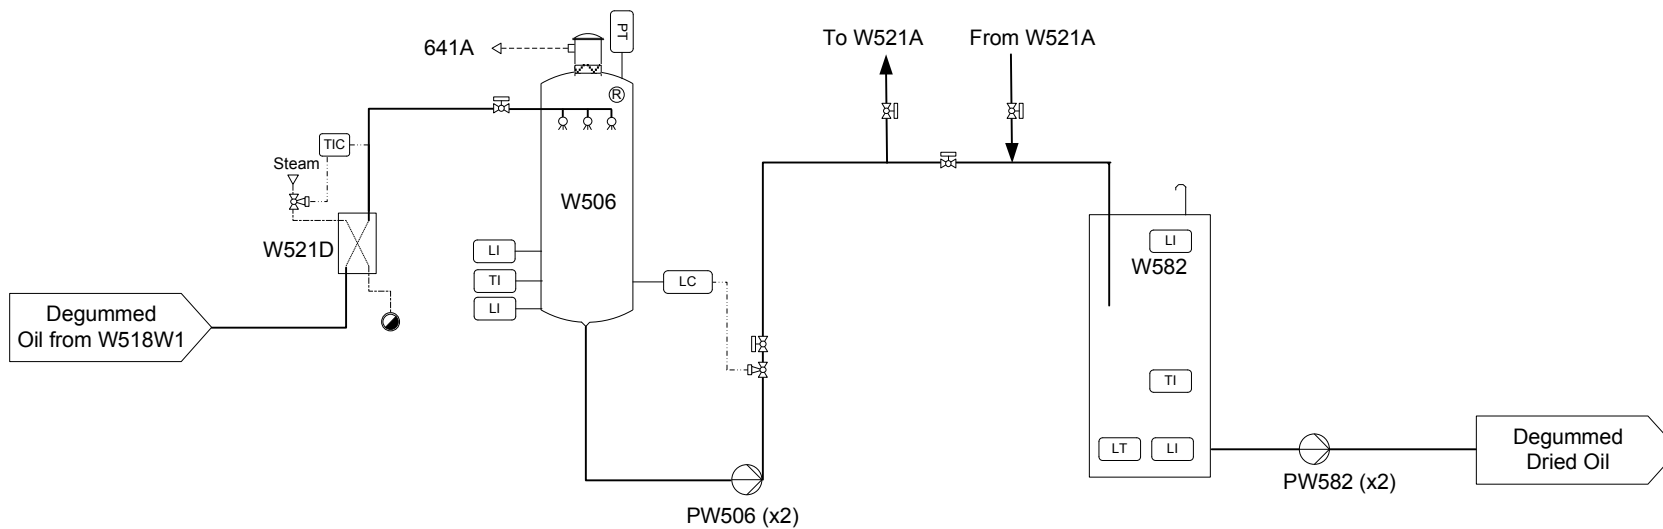 641A
PT
To W521A
From W521A
R
TIC
Steam
W506
W521D
LI
TI
LI
LC
Degummed
Oil from W518W1
LI
W582
TI
LT
LI
Degummed
Dried Oil
PW506 (x2)
PW582 (x2)